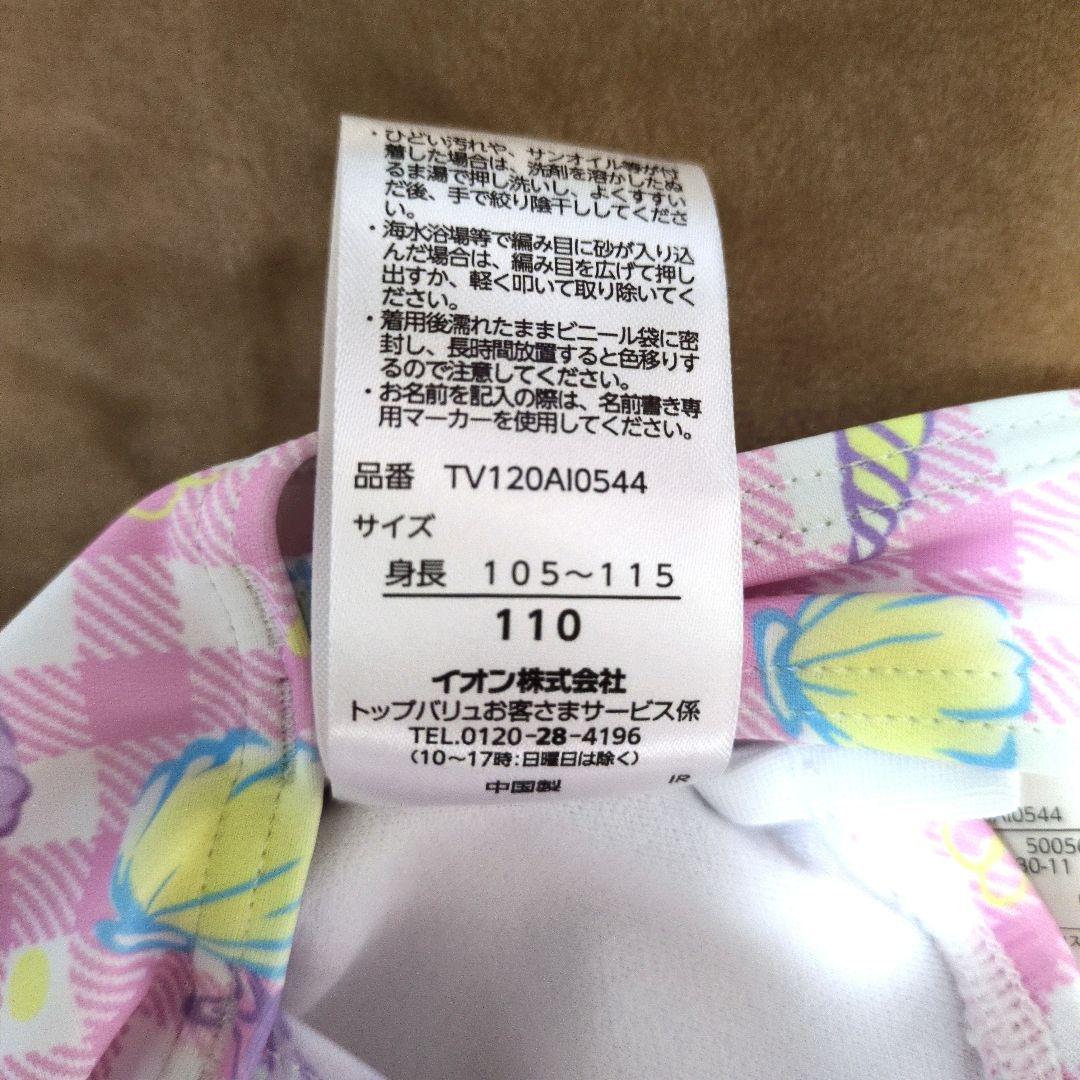 ・ひどい汚れや、サンオイル等が付
着した場合は、洗剤を溶かしたぬ
るま湯で押し洗いし、よくすすい
だ後、手で絞り陰干ししてくださ
い。
・海水浴場等で編み目に砂が入り込
んだ場合は、編み目を広げて押し
出すか、軽く叩いて取り除いてく
ださい。
・着用後濡れたままビニール袋に密
封し、長時間放置すると色移りす
るので注意してください。
・お名前を記入の際は、名前書き専
用マーカーを使用してください。
品番 TV120AI0544
サイズ
身長 105～115
110
イオン株式会社
トップバリュお客さまサービス係
TEL.0120-28-4196
(10～17時:日曜日は除く)
中国製 IR
AI0544
5005
30-11